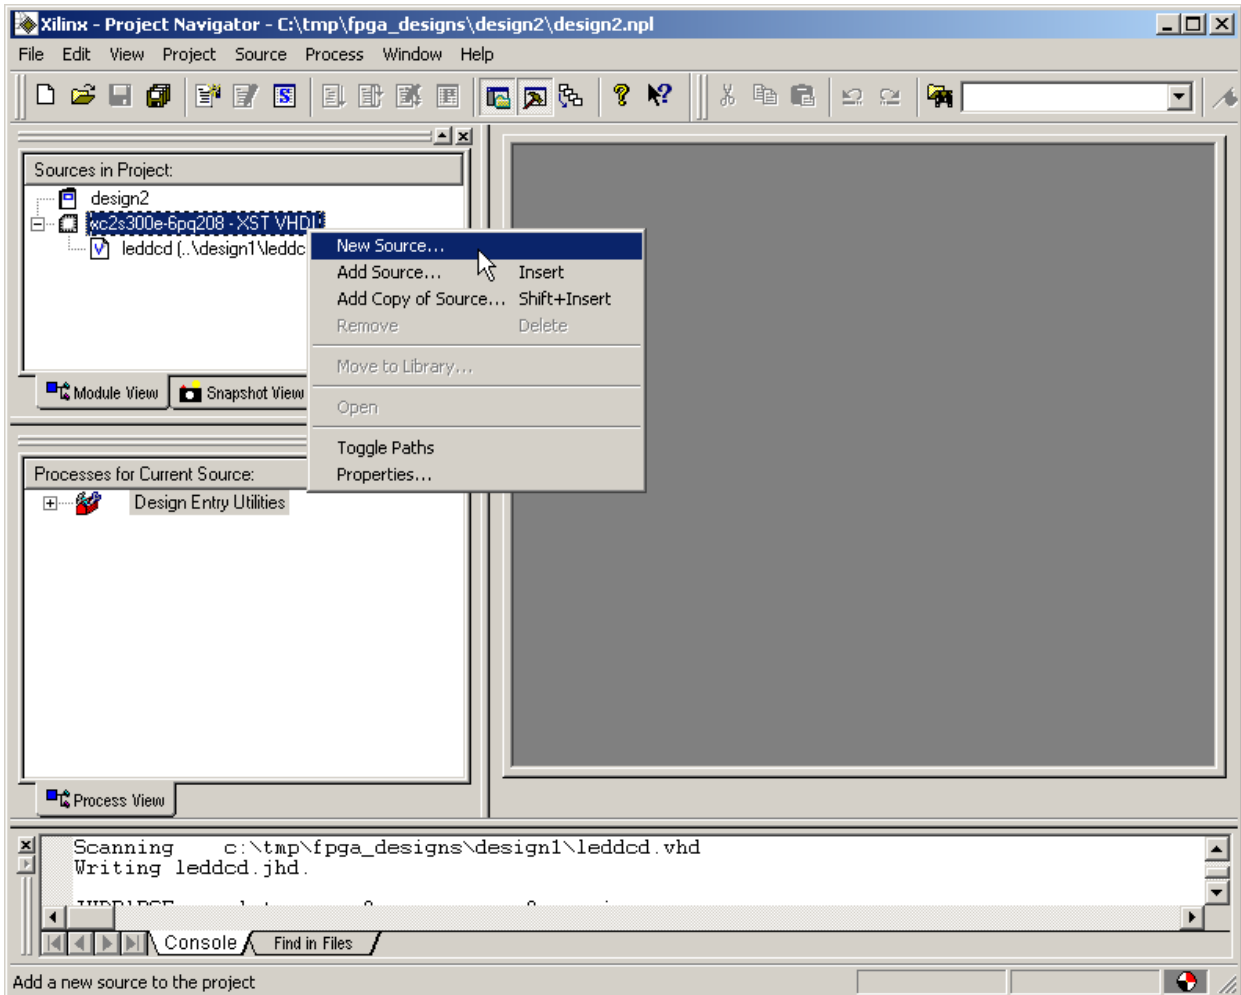 Xilinx - Project Navigator - C:\tmp\fpga_designs\design2\design2.npl
File Edit View Project Source Process Window Help
Sources in Project:
design2
xc2s300e-6pq208 - XST VHDL
leddcd (..\design1\leddc
New Source...
Add Source... Insert
Add Copy of Source... Shift+Insert
Remove Delete
Move to Library...
Open
Toggle Paths
Properties...
Module View Snapshot View
Processes for Current Source:
Design Entry Utilities
Process View
Scanning c:\tmp\fpga_designs\design1\leddcd.vhd
Writing leddcd.jhd.
Console Find in Files
Add a new source to the project